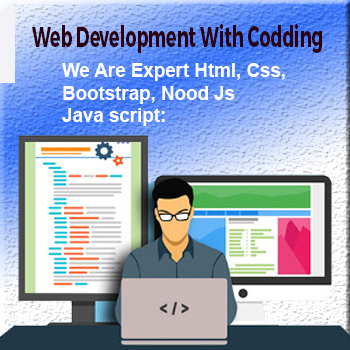 Web Development With Codding
We Are Expert Html, Css,
Bootstrap, Nood Js
Java script:
</>